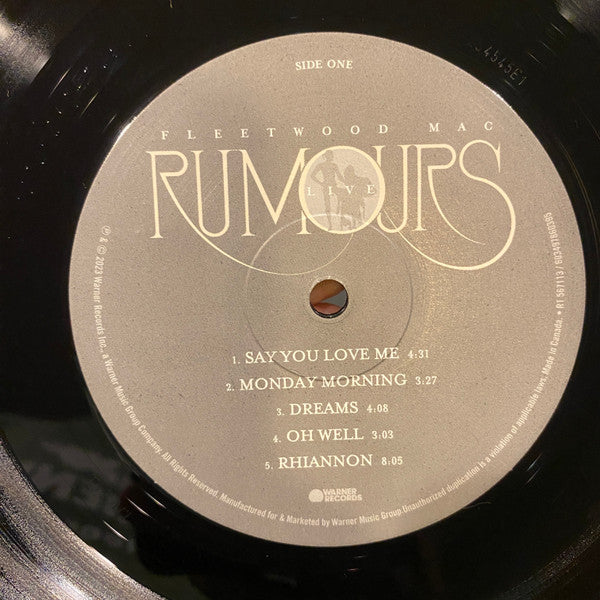 SIDE ONE
FLEETWOOD MAC
RUMOURS
LIVE
1. SAY YOU LOVE ME 4:31
2. MONDAY MORNING 3:27
3. DREAMS 4:08
4. OH WELL 3:03
5. RHIANNON 8:05
WARNER
RECORDS
℗ & © 2023 Warner Records Inc., a Warner Music Group Company. All Rights Reserved. Manufactured for & Marketed by Warner Music Group Unauthorized duplication is a violation of applicable laws. Made in Canada. • R1 567113 / 603497860365